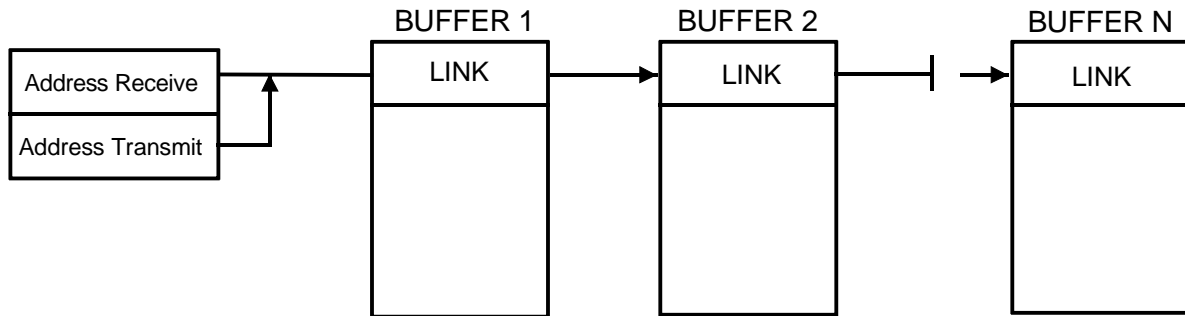 BUFFER 1
BUFFER 2
BUFFER N
Address Receive
LINK
LINK
LINK
Address Transmit